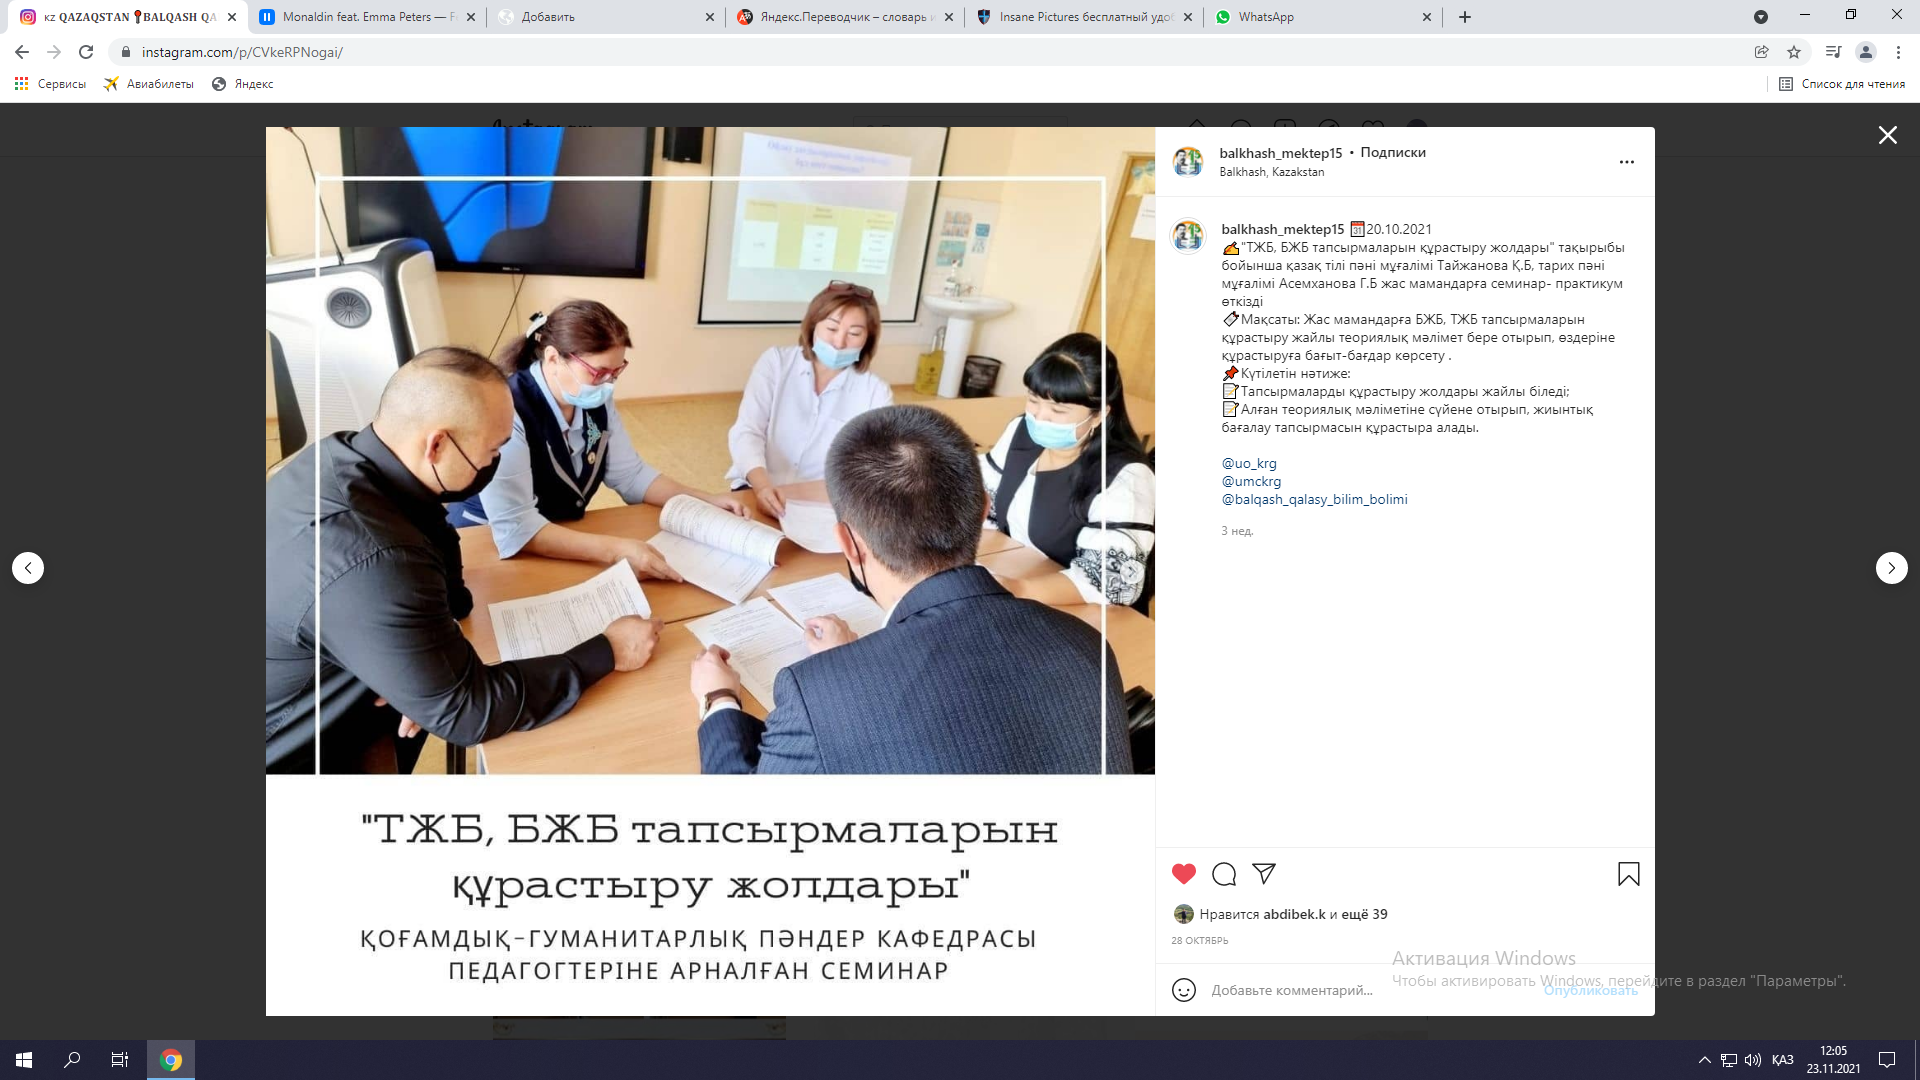 KZ QAZAQSTAN BALQASH QA
Monaldin feat. Emma Peters — F
Добавить
Яндекс.Переводчик – словарь и
Insane Pictures бесплатный удо
WhatsApp
instagram.com/p/CVkeRPNogai/
Сервисы
Авиабилеты
Яндекс
Список для чтения
balkhash_mektep15 • Подписки
Balkhash, Kazakstan
balkhash_mektep15 20.10.2021
"ТЖБ, БЖБ тапсырмаларын құрастыру жолдары" тақырыбы
бойынша қазақ тілі пәні мұғалімі Тайжанова Қ.Б, тарих пәні
мұғалімі Асемханова Г.Б жас мамандарға семинар- практикум
өткізді
Мақсаты: Жас мамандарға БЖБ, ТЖБ тапсырмаларын
құрастыру жайлы теориялық мәлімет бере отырып, өздеріне
құрастыруға бағыт-бағдар көрсету .
Күтілетін нәтиже:
Тапсырмаларды құрастыру жолдары жайлы біледі;
Алған теориялық мәліметіне сүйене отырып, жиынтық
бағалау тапсырмасын құрастыра алады.
@uo_krg
@umckrg
@balqash_qalasy_bilim_bolimi
3 нед.
"ТЖБ, БЖБ тапсырмаларын
құрастыру жолдары"
ҚОҒАМДЫҚ-ГУМАНИТАРЛЫҚ ПӘНДЕР КАФЕДРАСЫ
ПЕДАГОГТЕРІНЕ АРНАЛҒАН СЕМИНАР
Нравится abdibek.k и ещё 39
28 ОКТЯБРЬ
Добавьте комментарий...
Опубликовать
Активация Windows
Чтобы активировать Windows, перейдите в раздел "Параметры".
ҚАЗ
12:05
23.11.2021